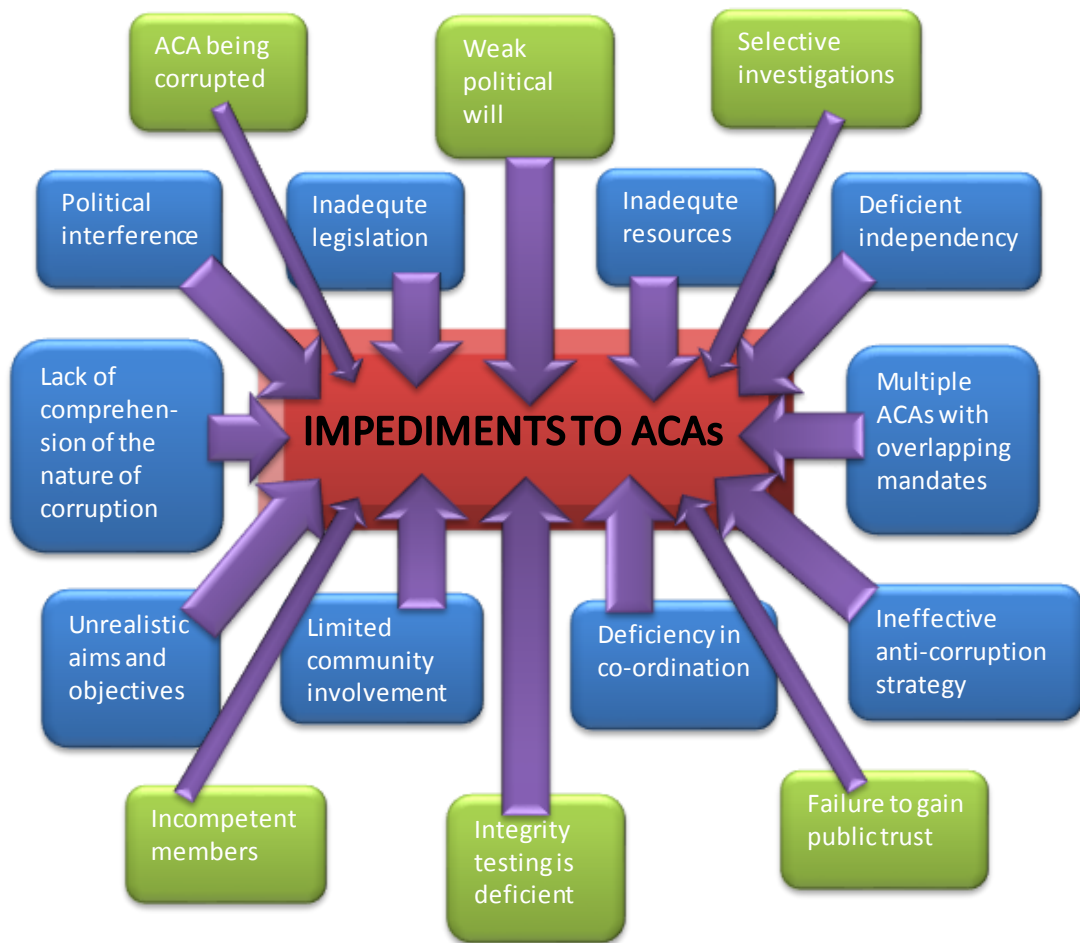 ACA being
corrupted
Weak
political
will
Selective
investigations
Political
interference
Inadequte
legislation
Inadequte
resources
Deficient
independency
Lack of
comprehen-
sion of the
nature of
corruption
IMPEDIMENTS TO ACAs
Multiple
ACAs with
overlapping
mandates
Unrealistic
aims and
objectives
Limited
community
involvement
Deficiency in
co-ordination
Ineffective
anti-corruption
strategy
Incompetent
members
Integrity
testing is
deficient
Failure to gain
public trust